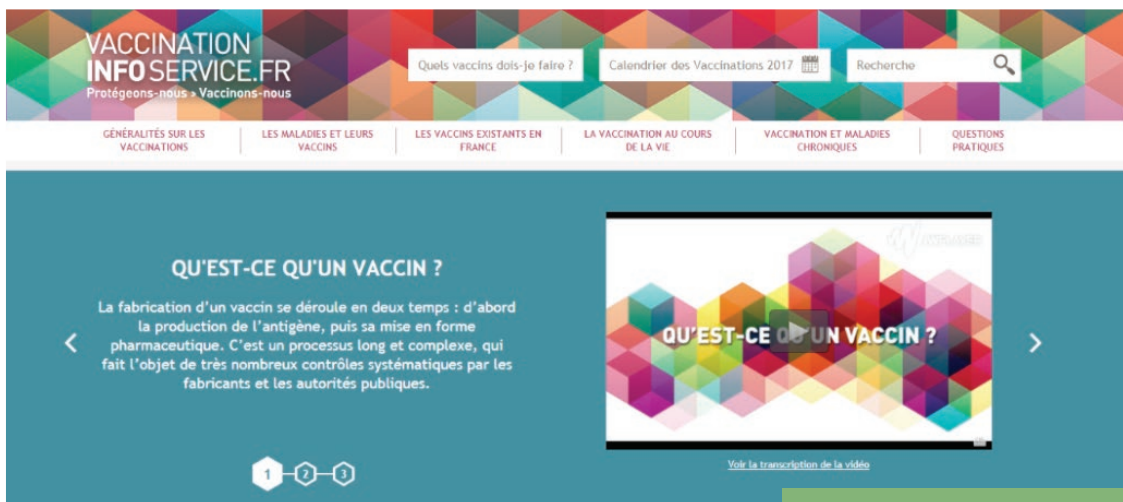 VACCINATION
INFO SERVICE.FR
Protégeons-nous » Vaccinons-nous
Quels vaccins dois-je faire ?
Calendrier des Vaccinations 2017
Recherche
GÉNÉRALITÉS SUR LES
VACCINATIONS
LES MALADIES ET LEURS
VACCINS
LES VACCINS EXISTANTS EN
FRANCE
LA VACCINATION AU COURS
DE LA VIE
VACCINATION ET MALADIES
CHRONIQUES
QUESTIONS
PRATIQUES
QU'EST-CE QU'UN VACCIN ?
La fabrication d'un vaccin se déroule en deux temps : d'abord
la production de l'antigène, puis sa mise en forme
pharmaceutique. C'est un processus long et complexe, qui
fait l'objet de très nombreux contrôles systématiques par les
fabricants et les autorités publiques.
1
2
3
QU'EST-CE QU'UN VACCIN ?
Voir la transcription de la vidéo